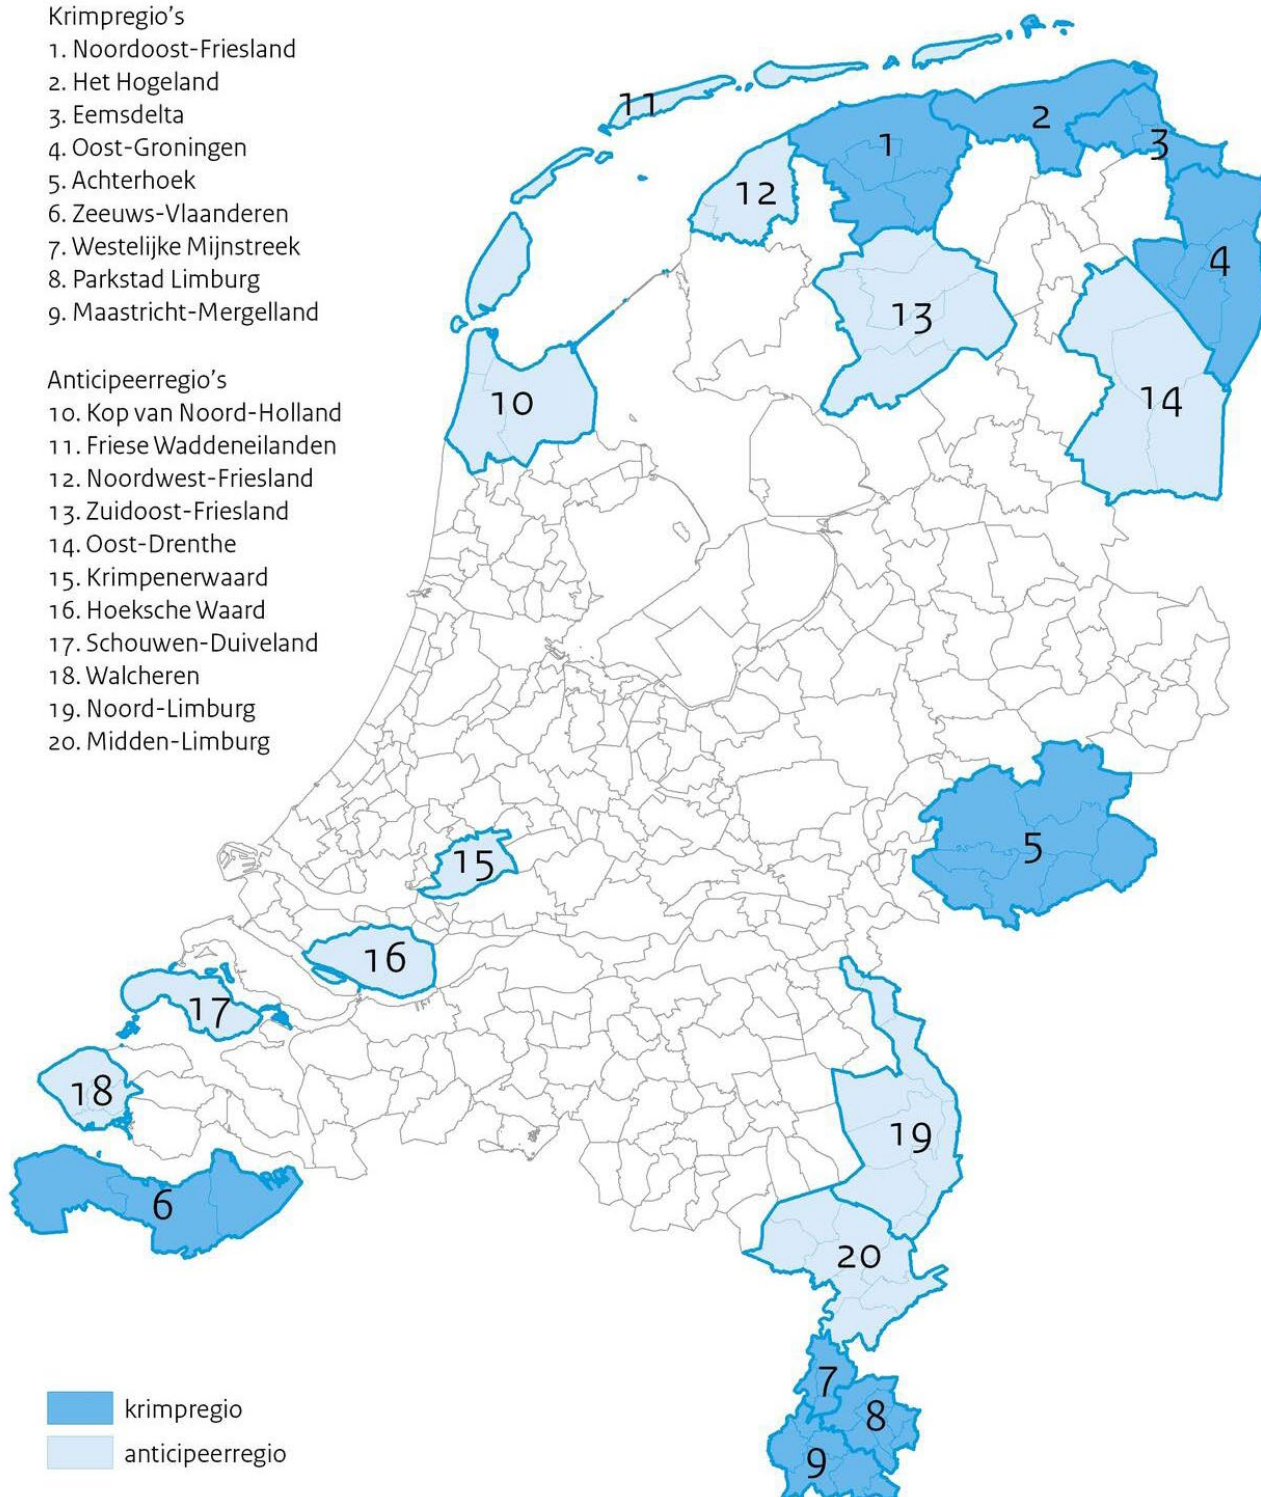 Krimpregio's
1. Noordoost-Friesland
2. Het Hogeland
3. Eemsdelta
4. Oost-Groningen
5. Achterhoek
6. Zeeuws-Vlaanderen
7. Westelijke Mijnstreek
8. Parkstad Limburg
9. Maastricht-Mergelland
Anticipeerregio's
10. Kop van Noord-Holland
11. Friese Waddeneilanden
12. Noordwest-Friesland
13. Zuidoost-Friesland
14. Oost-Drenthe
15. Krimpenerwaard
16. Hoeksche Waard
17. Schouwen-Duiveland
18. Walcheren
19. Noord-Limburg
20. Midden-Limburg
11
2
1
3
12
4
13
14
10
5
15
16
17
18
19
6
20
7
8
9
krimpregio
anticipeerregio